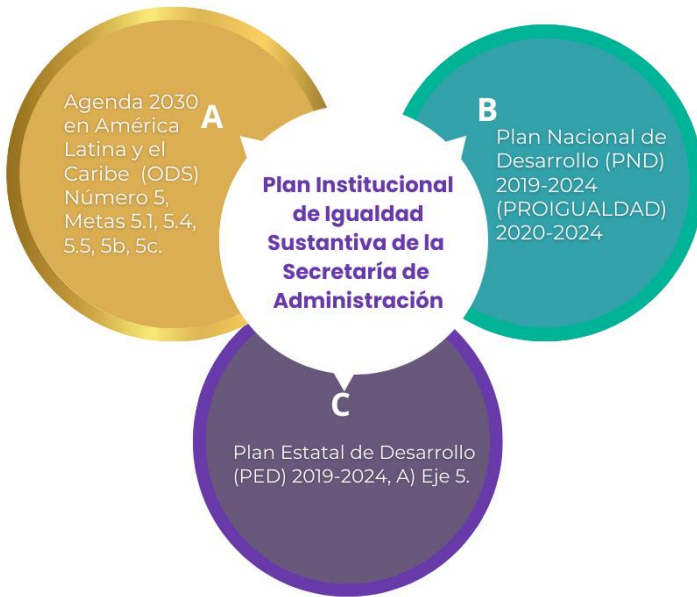 A
Agenda 2030
en América
Latina y el
Caribe (ODS)
Número 5,
Metas 5.1, 5.4,
5.5, 5b, 5c.
B
Plan Nacional de
Desarrollo (PND)
2019-2024
(PROIGUALDAD)
2020-2024
Plan Institucional
de Igualdad
Sustantiva de la
Secretaría de
Administración
C
Plan Estatal de Desarrollo
(PED) 2019-2024, A) Eje 5.